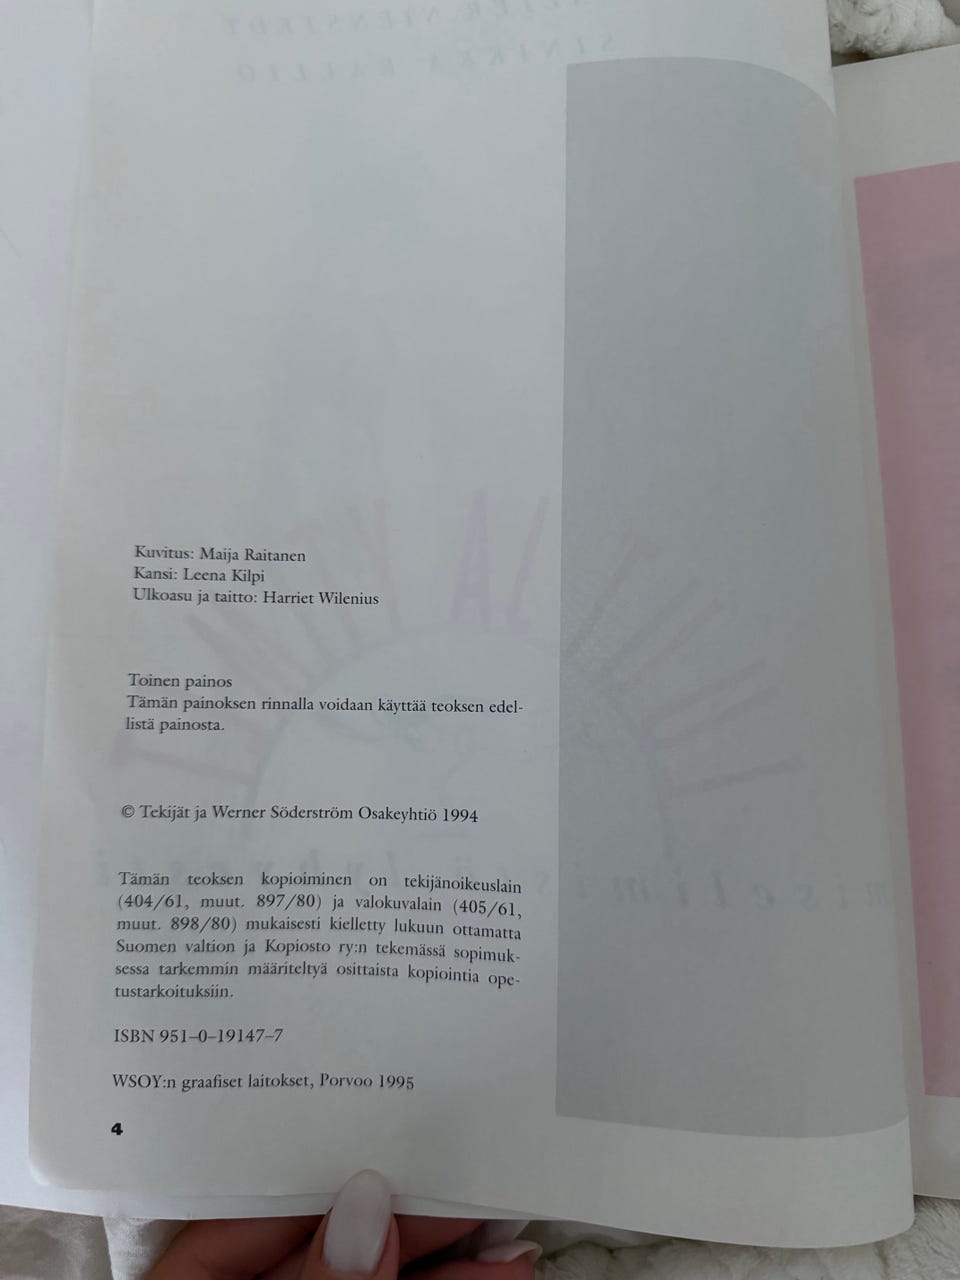 Kuvitus: Maija Raitanen
Kansi: Leena Kilpi
Ulkoasu ja taitto: Harriet Wilenius
Toinen painos
Tämän painoksen rinnalla voidaan käyttää teoksen edel-
listä painosta.
© Tekijät ja Werner Söderström Osakeyhtiö 1994
Tämän teoksen kopioiminen on tekijänoikeuslain
(404/61, muut. 897/80) ja valokuvalain (405/61,
muut. 898/80) mukaisesti kielletty lukuun ottamatta
Suomen valtion ja Kopiosto ry:n tekemässä sopimuk-
sessa tarkemmin määriteltyä osittaista kopiointia ope-
tustarkoituksiin.
ISBN 951–0–19147–7
WSOY:n graafiset laitokset, Porvoo 1995
4